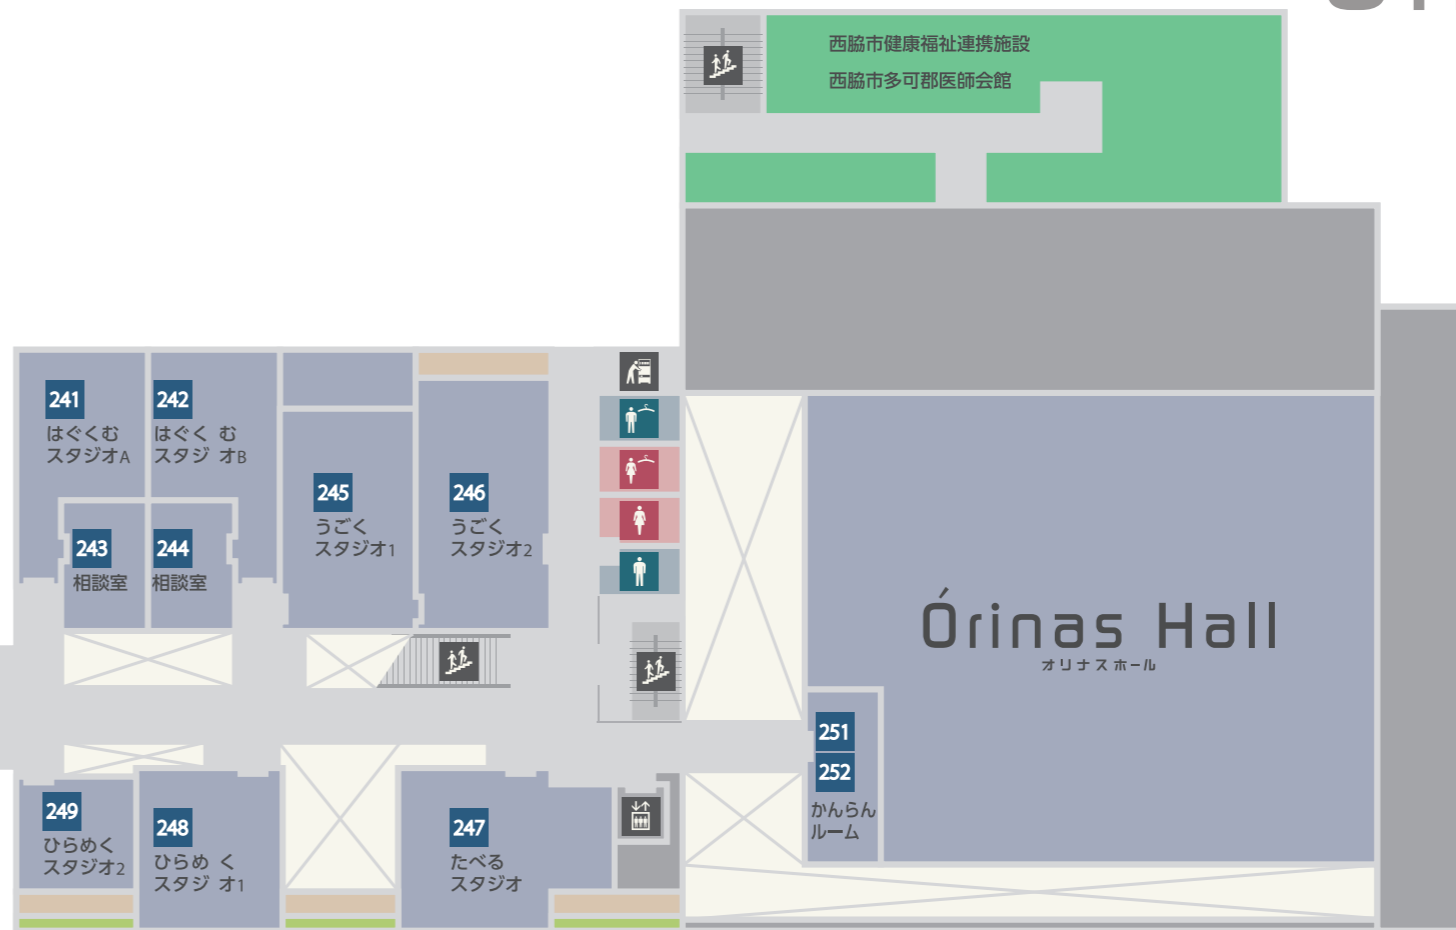 西脇市健康福祉連携施設
西脇市多可郡医師会館
241
はぐくむ
スタジオA
242
はぐく む
スタジ オB
243
相談室
244
相談室
245
うごく
スタジオ1
246
うごく
スタジオ2
Órinas Hall
オリナスホール
251
252
かんらん
ルーム
249
ひらめく
スタジオ2
248
ひらめ く
スタジ オ1
247
たべる
スタジオ